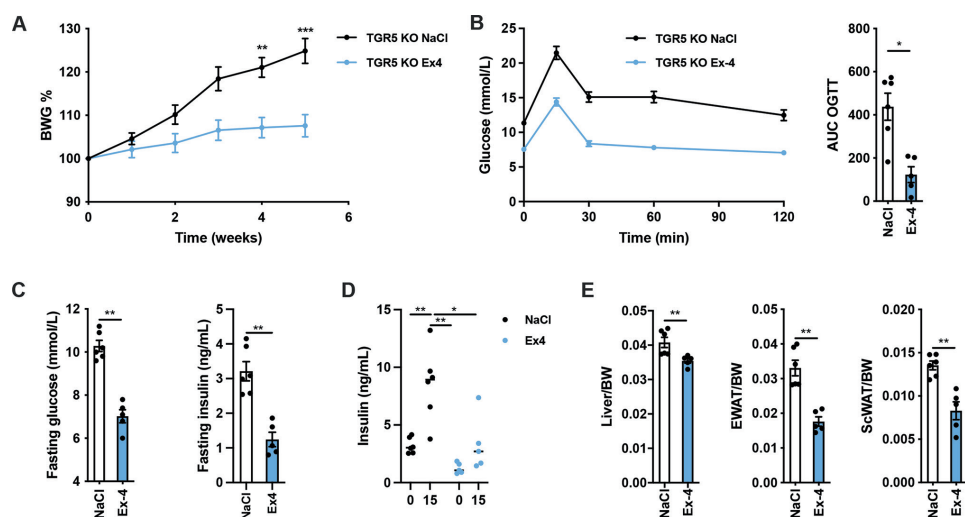 A
BWG %
130
120
110
100
90
0
2
4
6
Time (weeks)
TGR5 KO NaCl
TGR5 KO Ex4
**
***
B
Glucose (mmol/L)
25
20
15
10
5
0
0
30
60
90
120
Time (min)
TGR5 KO NaCl
TGR5 KO Ex-4
AUC OGTT
800
600
400
200
0
*
NaCl
Ex-4
C
Fasting glucose (mmol/L)
12
10
8
6
4
**
NaCl
Ex-4
Fasting insulin (ng/mL)
5
4
3
2
1
0
**
NaCl
Ex4
D
Insulin (ng/mL)
15
10
5
0
** *
**
0 15 0 15
NaCl
Ex4
E
Liver/BW
0.05
0.04
0.03
0.02
0.01
0.00
**
NaCl
Ex-4
EWAT/BW
0.05
0.04
0.03
0.02
0.01
0.00
**
NaCl
Ex-4
ScWAT/BW
0.020
0.015
0.010
0.005
0.000
**
NaCl
Ex-4